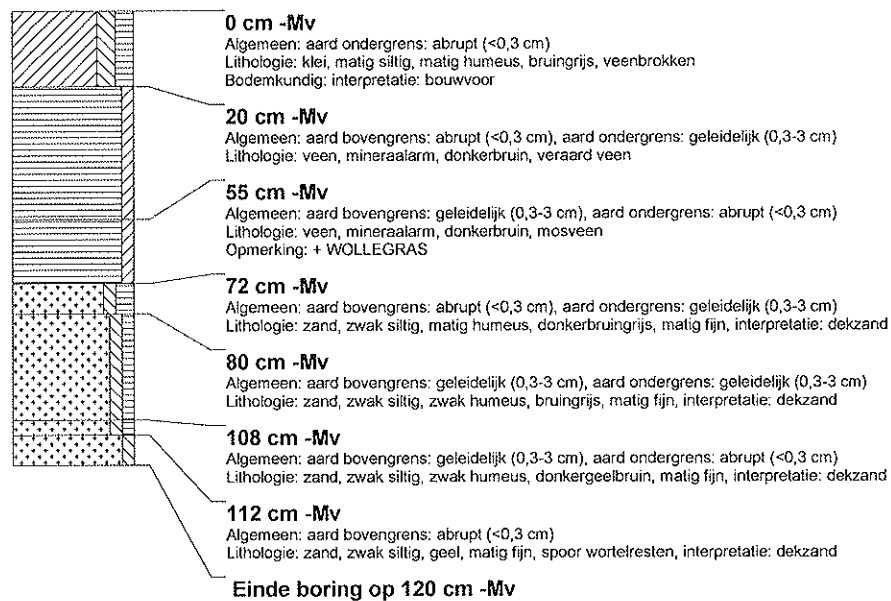 0 cm -Mv
Algemeen: aard ondergrens: abrupt (<0,3 cm)
Lithologie: klei, matig siltig, matig humeus, bruingrijs, veenbrokken
Bodemkundig: interpretatie: bouwvoor
20 cm -Mv
Algemeen: aard bovengrens: abrupt (<0,3 cm), aard ondergrens: geleidelijk (0,3-3 cm)
Lithologie: veen, mineraalarm, donkerbruin, veraard veen
55 cm -Mv
Algemeen: aard bovengrens: geleidelijk (0,3-3 cm), aard ondergrens: abrupt (<0,3 cm)
Lithologie: veen, mineraalarm, donkerbruin, mosveen
Opmerking: + WOLLEGRAS
72 cm -Mv
Algemeen: aard bovengrens: abrupt (<0,3 cm), aard ondergrens: geleidelijk (0,3-3 cm)
Lithologie: zand, zwak siltig, matig humeus, donkerbruingrijs, matig fijn, interpretatie: dekzand
80 cm -Mv
Algemeen: aard bovengrens: geleidelijk (0,3-3 cm), aard ondergrens: geleidelijk (0,3-3 cm)
Lithologie: zand, zwak siltig, zwak humeus, bruingrijs, matig fijn, interpretatie: dekzand
108 cm -Mv
Algemeen: aard bovengrens: geleidelijk (0,3-3 cm), aard ondergrens: abrupt (<0,3 cm)
Lithologie: zand, zwak siltig, zwak humeus, donkergeelbruin, matig fijn, interpretatie: dekzand
112 cm -Mv
Algemeen: aard bovengrens: abrupt (<0,3 cm)
Lithologie: zand, zwak siltig, geel, matig fijn, spoor wortelresten, interpretatie: dekzand
Einde boring op 120 cm -Mv